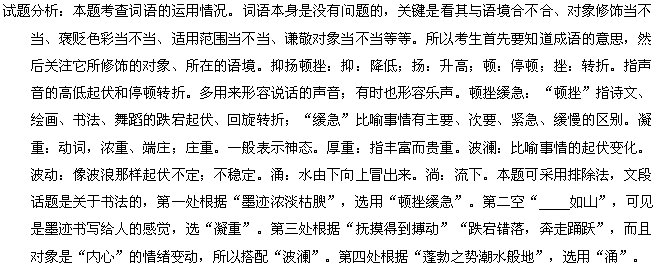 试题分析：本题考查词语的运用情况。词语本身是没有问题的，关键是看其与语境合不合、对象修饰当不
当、褒贬色彩当不当、适用范围当不当、谦敬对象当不当等等。所以考生首先要知道成语的意思，然
后关注它所修饰的对象、所在的语境。抑扬顿挫：抑：降低；扬：升高；顿：停顿；挫：转折。指声
音的高低起伏和停顿转折。多用来形容说话的声音；有时也形容乐声。顿挫缓急：“顿挫”指诗文、
绘画、书法、舞蹈的跌宕起伏、回旋转折；“缓急”比喻事情有主要、次要、紧急、缓慢的区别。凝
重：动词，浓重、端庄；庄重。一般表示神态。厚重：指丰富而贵重。波澜：比喻事情的起伏变化。
波动：像波浪那样起伏不定；不稳定。涌：水由下向上冒出来。淌：流下。本题可采用排除法，文段
话题是关于书法的，第一处根据“墨迹浓淡枯腴”，选用“顿挫缓急”。第二空“____如山”，可见
是墨迹书写给人的感觉，选“凝重”。第三处根据“抚摸得到搏动”“跌宕错落，奔走踊跃”，而且
对象是“内心”的情绪变动，所以搭配“波澜”。第四处根据“蓬勃之势潮水般地”，选用“涌”。